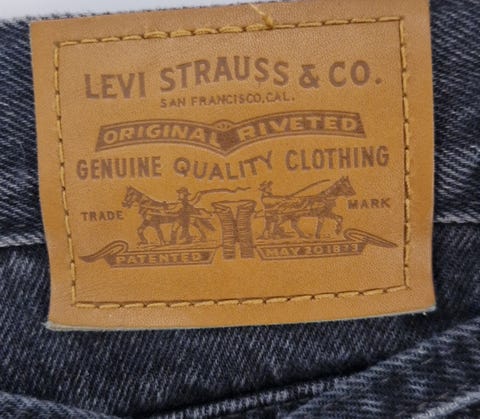 LEVI STRAUSS & CO.
SAN FRANCISCO, CAL.
ORIGINAL RIVETED
GENUINE QUALITY CLOTHING
TRADE MARK
PATENTED MAY 20 1873